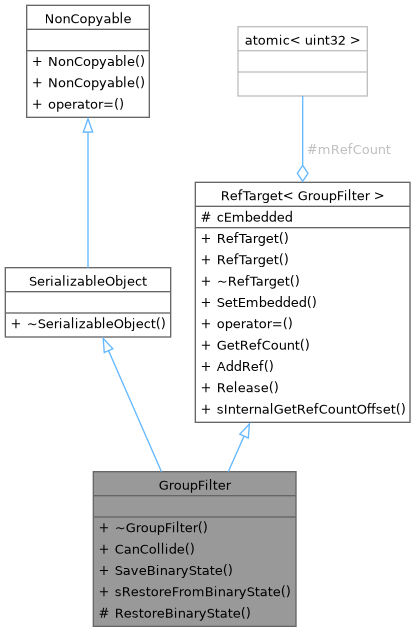 NonCopyable
+ NonCopyable()
+ NonCopyable()
+ operator=()
atomic< uint32 >
#mRefCount
RefTarget< GroupFilter >
# cEmbedded
+ RefTarget()
+ RefTarget()
+ ~RefTarget()
+ SetEmbedded()
+ operator=()
+ GetRefCount()
+ AddRef()
+ Release()
+ sInternalGetRefCountOffset()
SerializableObject
+ ~SerializableObject()
GroupFilter
+ ~GroupFilter()
+ CanCollide()
+ SaveBinaryState()
+ sRestoreFromBinaryState()
# RestoreBinaryState()